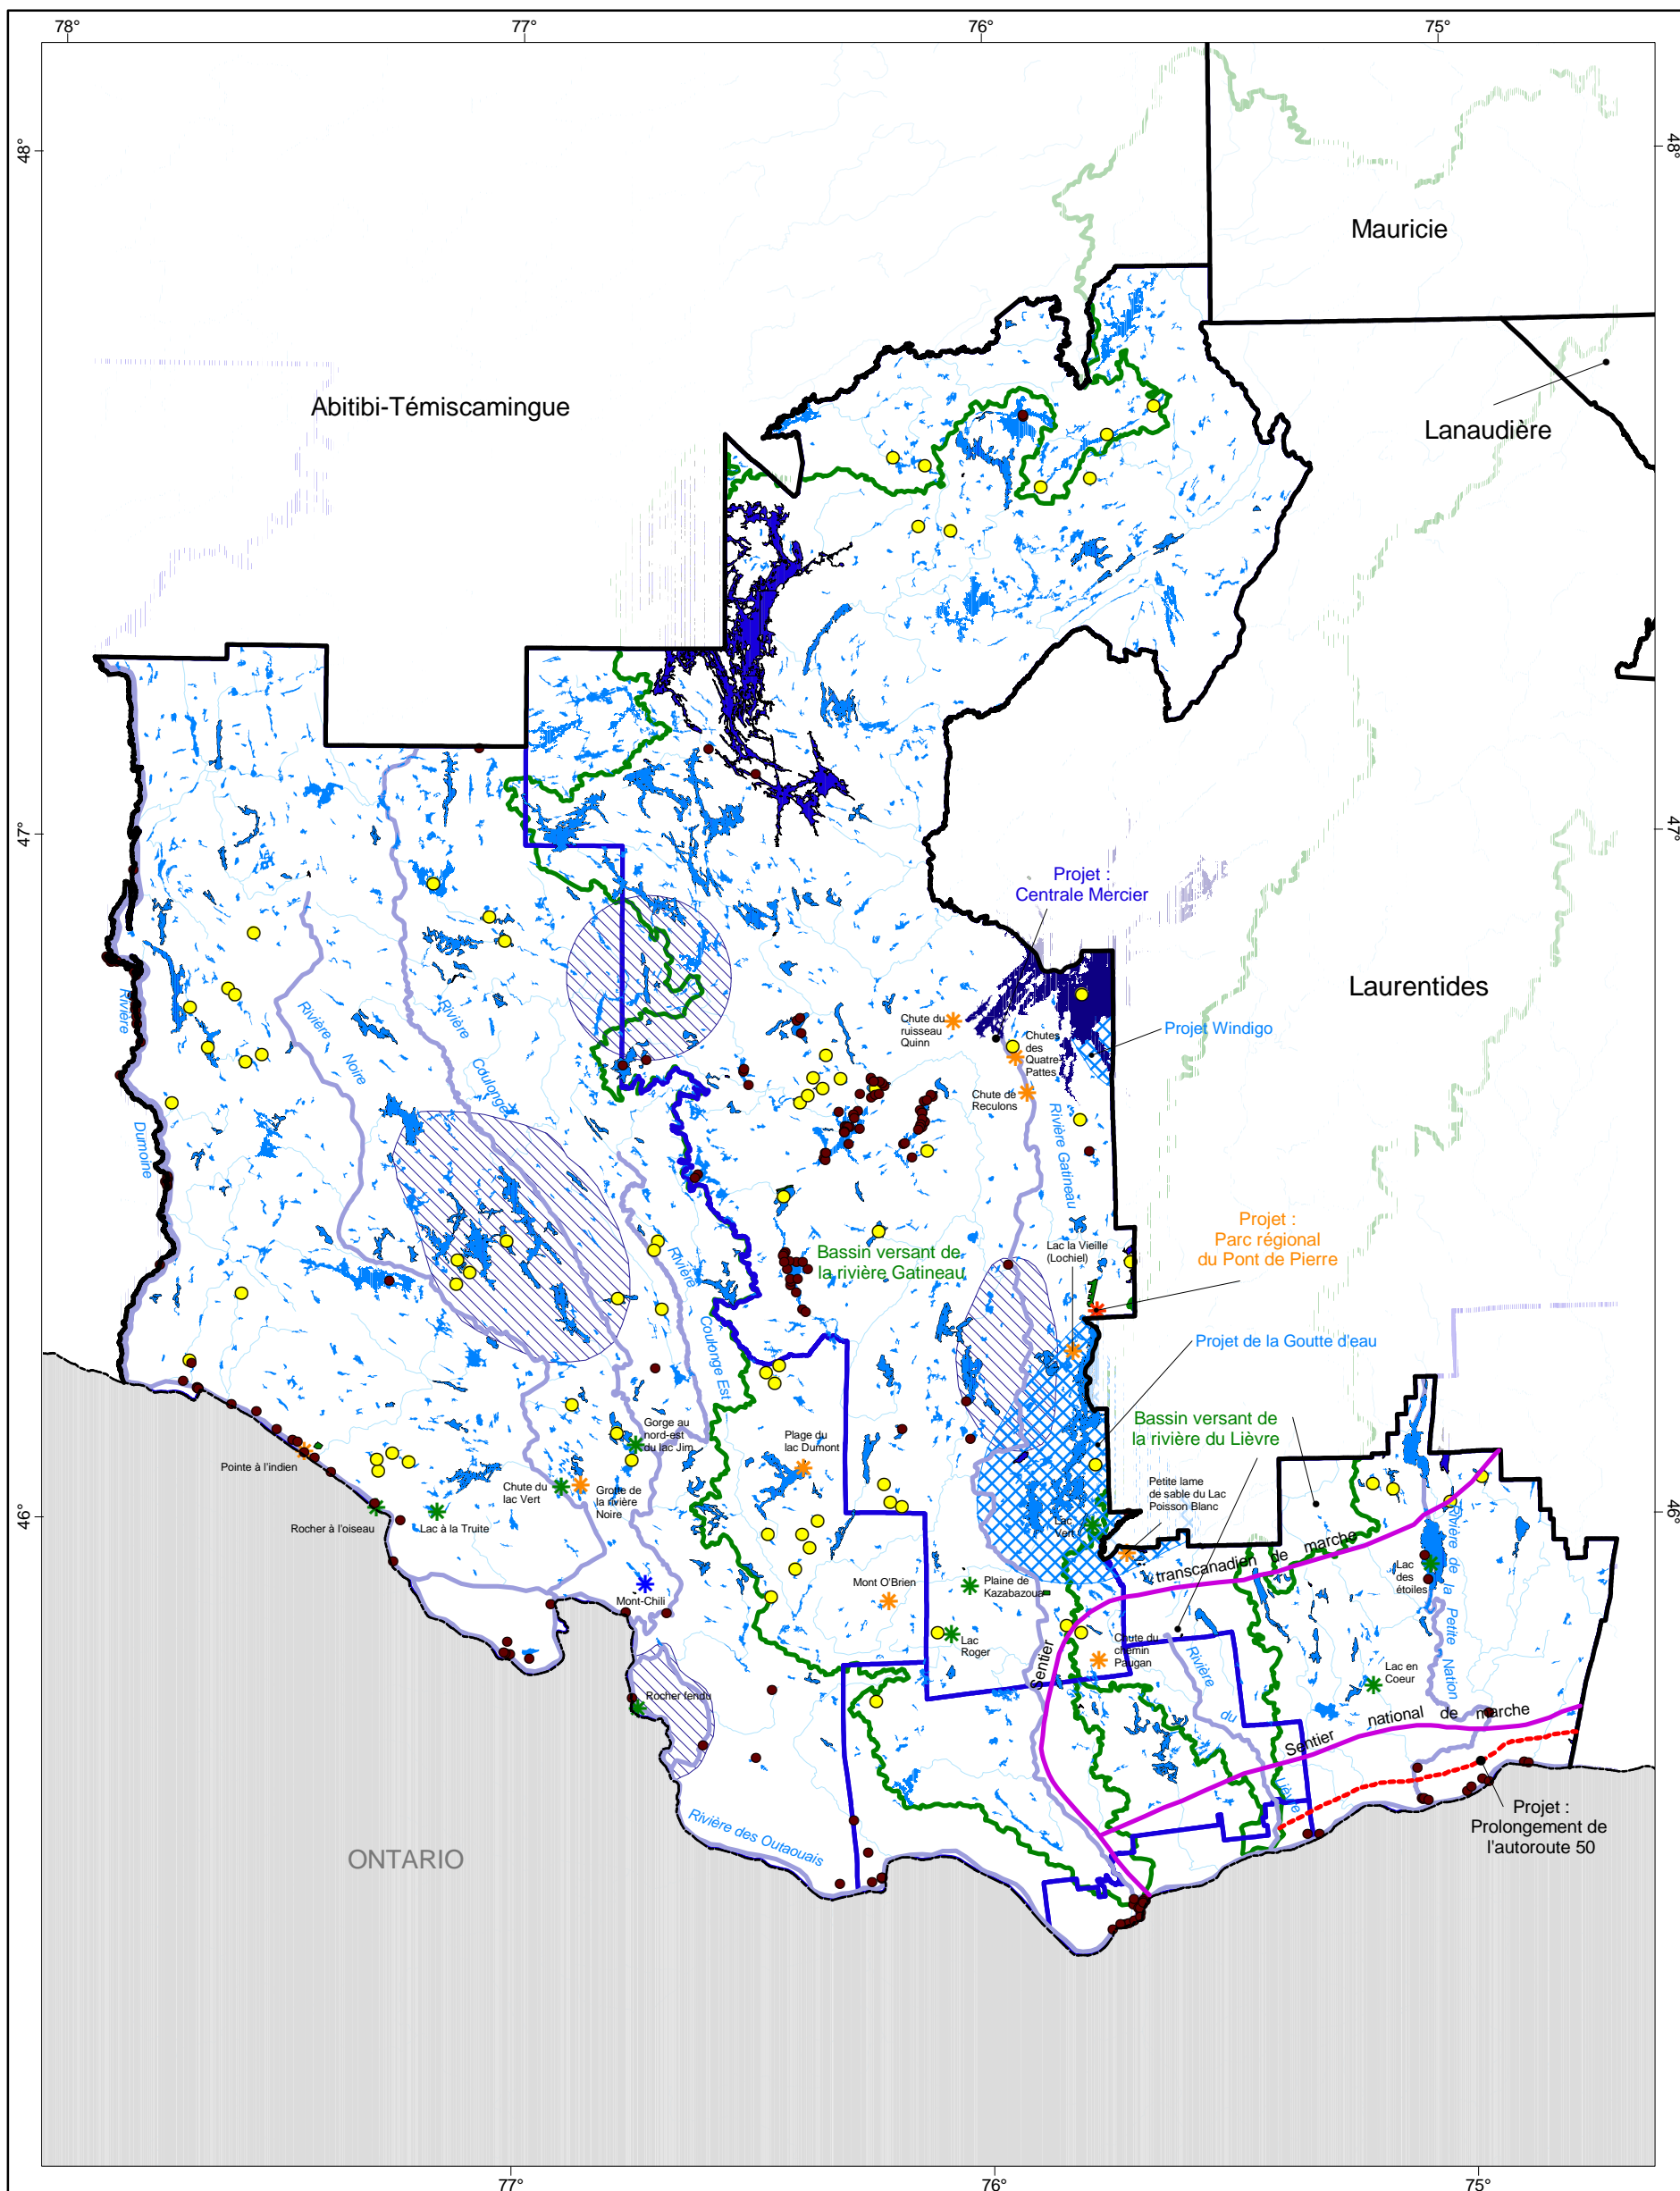 78°
77°
76°
75°
48°
48°
Mauricie
Abitibi-Témiscamingue
Lanaudière
47°
47°
Projet :
Centrale Mercier
Laurentides
Rivière
Dumoine
Rivière
Noire
Rivière
Coulonge
Chute du
ruisseau
Quinn
Chutes
des
Quatre-
Pattes
Projet Windigo
Chute de
Reculons
Rivière Gatineau
Projet :
Parc régional
du Pont de Pierre
Lac la Vieille
(Lochiel)
Bassin versant de
la rivière Gatineau
Rivière
Coulonge Est
Projet de la Goutte d'eau
Bassin versant de
la rivière du Lièvre
Gorge au
nord-est
du lac Jim
Plage du
lac Dumont
Pointe à l'indien
Chute du
lac Vert
Grotte de
la rivière
Noire
Petite lame
de sable du Lac
Poisson Blanc
46°
46°
Rocher à l'oiseau
Lac à la Truite
Lac
Vert
Sentier
transcanadien de marche
Rivière de la Petite Nation
Lac
des
étoiles
Mont-Chili
Mont O'Brien
Plaine de
Kazabazoua
Lac
Roger
Chute du
chemin
Paugan
Rivière
du
Lièvre
Lac en
Coeur
Rocher fendu
Sentier
national de marche
Rivière des Outaouais
Projet :
Prolongement de
l'autoroute 50
ONTARIO
77°
76°
75°